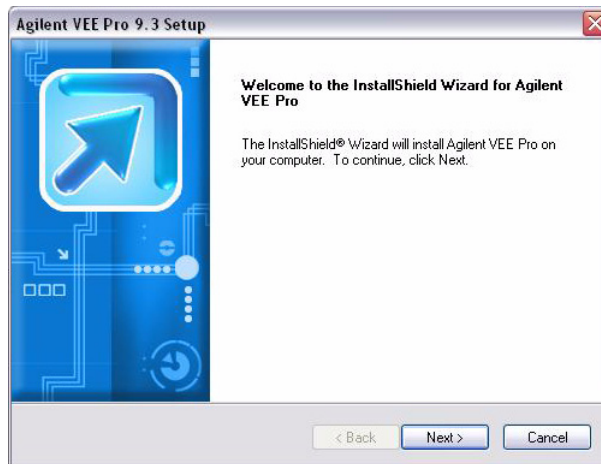 Agilent VEE Pro 9.3 Setup
Welcome to the InstallShield Wizard for Agilent
VEE Pro
The InstallShield® Wizard will install Agilent VEE Pro on
your computer. To continue, click Next.
< Back
Next >
Cancel